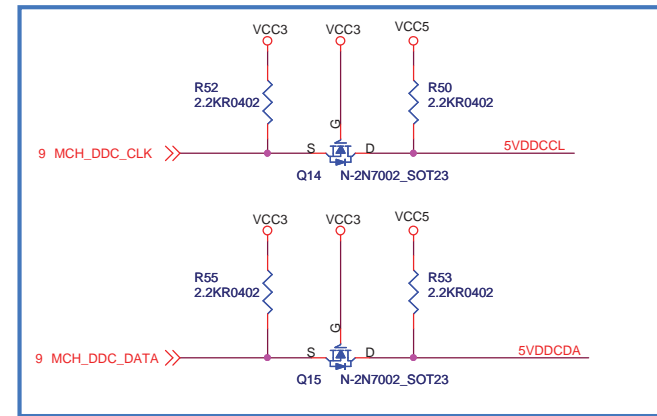 VCC3 VCC3 VCC5
R52 R50
2.2KR0402 2.2KR0402
G
9 MCH_DDC_CLK S D 5VDDCCL
Q14 N-2N7002_SOT23
VCC3 VCC3 VCC5
R55 R53
2.2KR0402 2.2KR0402
G
9 MCH_DDC_DATA S D 5VDDCDA
Q15 N-2N7002_SOT23